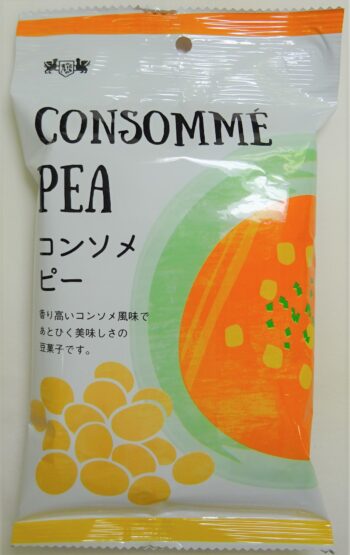 CONSOMMÉ
PEA
コンソメ
ピー
香り高いコンソメ風味で
あとひく美味しさの
豆菓子です。